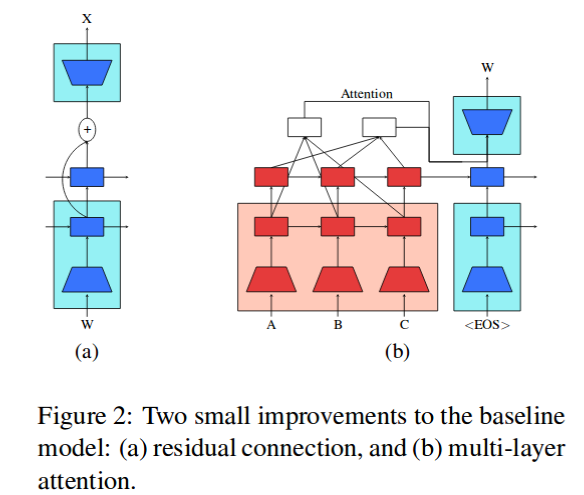 X
+
W
(a)
Attention
W
A B C <EOS>
(b)
Figure 2: Two small improvements to the baseline
model: (a) residual connection, and (b) multi-layer
attention.